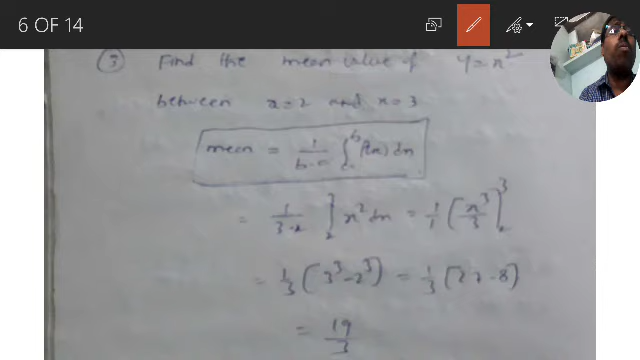 6 OF 14
③ Find the mean value of y=x²
between x=2 and x=3
mean = 1/(b-a) ∫ₐᵇ f(x) dx
= 1/(3-2) ∫₂³ x² dx = 1/1 (x³/3)₂³
= 1/3 (3³-2³) = 1/3 (27-8)
= 19/3